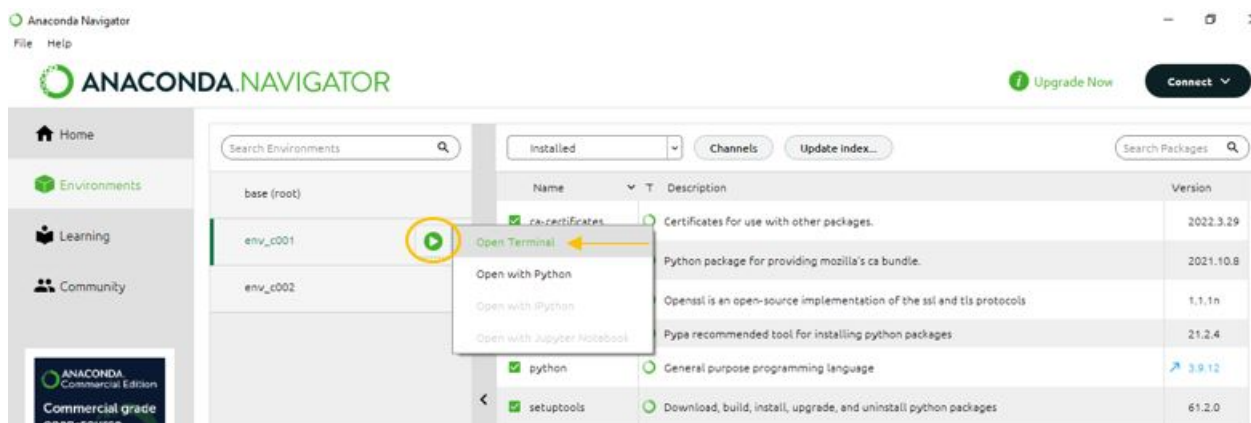 Anaconda Navigator
File Help
ANACONDA.NAVIGATOR
Upgrade Now
Connect
Home
Environments
Learning
Community
ANACONDA.
Commercial Edition
Commercial grade
Search Environments
base (root)
env_c001
env_c002
Open Terminal
Open with Python
Open with IPython
Open with Jupyter Notebook
Installed Channels Update index... Search Packages
Name T Description Version
ca-certificates Certificates for use with other packages. 2022.3.29
Python package for providing mozilla's ca bundle. 2021.10.8
Openssl is an open-source implementation of the ssl and tls protocols 1.1.1n
Pypa recommended tool for installing python packages 21.2.4
python General purpose programming language 3.9.12
setuptools Download, build, install, upgrade, and uninstall python packages 61.2.0